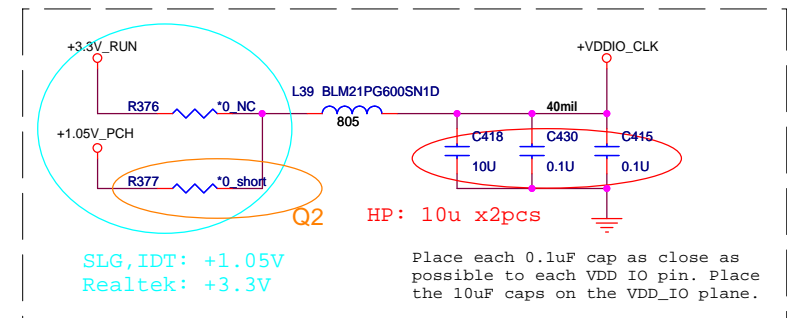 +3.3V_RUN
+VDDIO_CLK
L39 BLM21PG600SN1D
R376 *0_NC
805
40mil
+1.05V_PCH
C418 C430 C415
R377 *0_short
10U 0.1U 0.1U
Q2
HP: 10u x2pcs
SLG,IDT: +1.05V
Realtek: +3.3V
Place each 0.1uF cap as close as
possible to each VDD IO pin. Place
the 10uF caps on the VDD_IO plane.